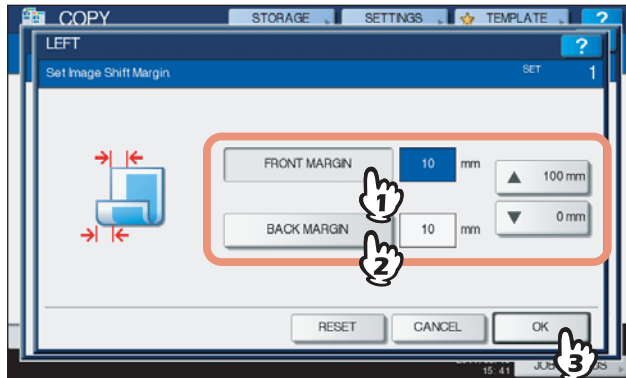 COPY
STORAGE
SETTINGS
TEMPLATE
?
LEFT
?
Set Image Shift Margin.
SET 1
FRONT MARGIN 10 mm
100 mm
1
BACK MARGIN 10 mm
0 mm
2
RESET
CANCEL
OK
3
15:41